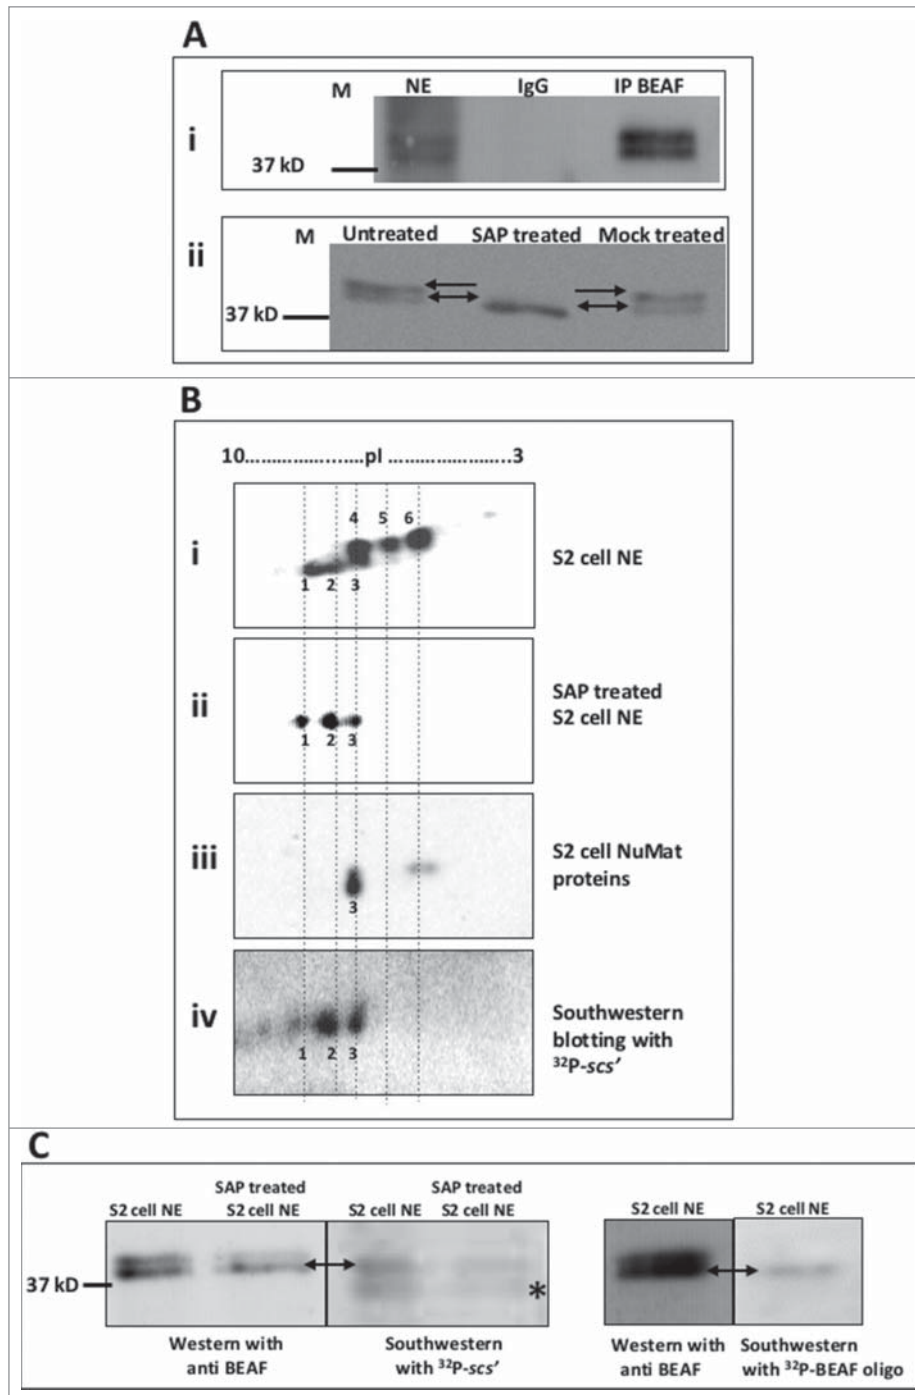 A
M NE IgG IP BEAF
i
37 kD
ii
M Untreated SAP treated Mock treated
37 kD
B
10......................pI ........................3
i
4 5 6
1 2 3
S2 cell NE
ii
1 2 3
SAP treated
S2 cell NE
iii
3
S2 cell NuMat
proteins
iv
1 2 3
Southwestern
blotting with
³²P-scs’
C
S2 cell NE
SAP treated
S2 cell NE
S2 cell NE
SAP treated
S2 cell NE
S2 cell NE
S2 cell NE
37 kD
*
Western with
anti BEAF
Southwestern
with ³²P-scs’
Western with
anti BEAF
Southwestern
with ³²P-BEAF oligo